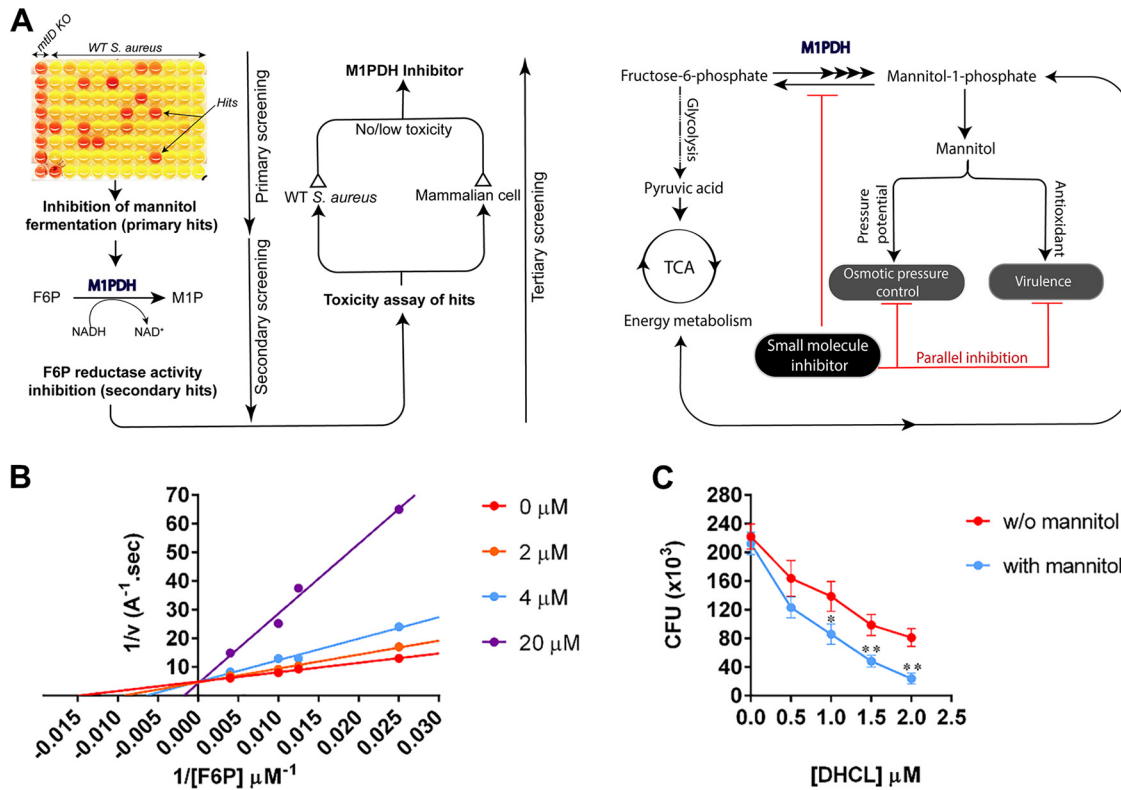 A
mtlD KO
WT S. aureus
Hits
Inhibition of mannitol
fermentation (primary hits)
M1PDH
F6P
M1P
NADH
NAD+
F6P reductase activity
inhibition (secondary hits)
Primary screening
Secondary screening
M1PDH Inhibitor
No/low toxicity
WT S. aureus
Mammalian cell
Toxicity assay of hits
Tertiary screening
M1PDH
Fructose-6-phosphate
Mannitol-1-phosphate
Glycolysis
Mannitol
Pyruvic acid
Pressure
potential
Antioxidant
TCA
Osmotic pressure
control
Virulence
Energy metabolism
Small molecule
inhibitor
Parallel inhibition
B
1/v (A⁻¹.sec)
70
60
50
40
30
20
10
-0.015
-0.010
-0.005
0.000
0.005
0.010
0.015
0.020
0.025
0.030
1/[F6P] μM⁻¹
0 μM
2 μM
4 μM
20 μM
C
CFU (x10³)
280
240
200
160
120
80
40
0
*
**
**
0.0
0.5
1.0
1.5
2.0
2.5
[DHCL] μM
w/o mannitol
with mannitol